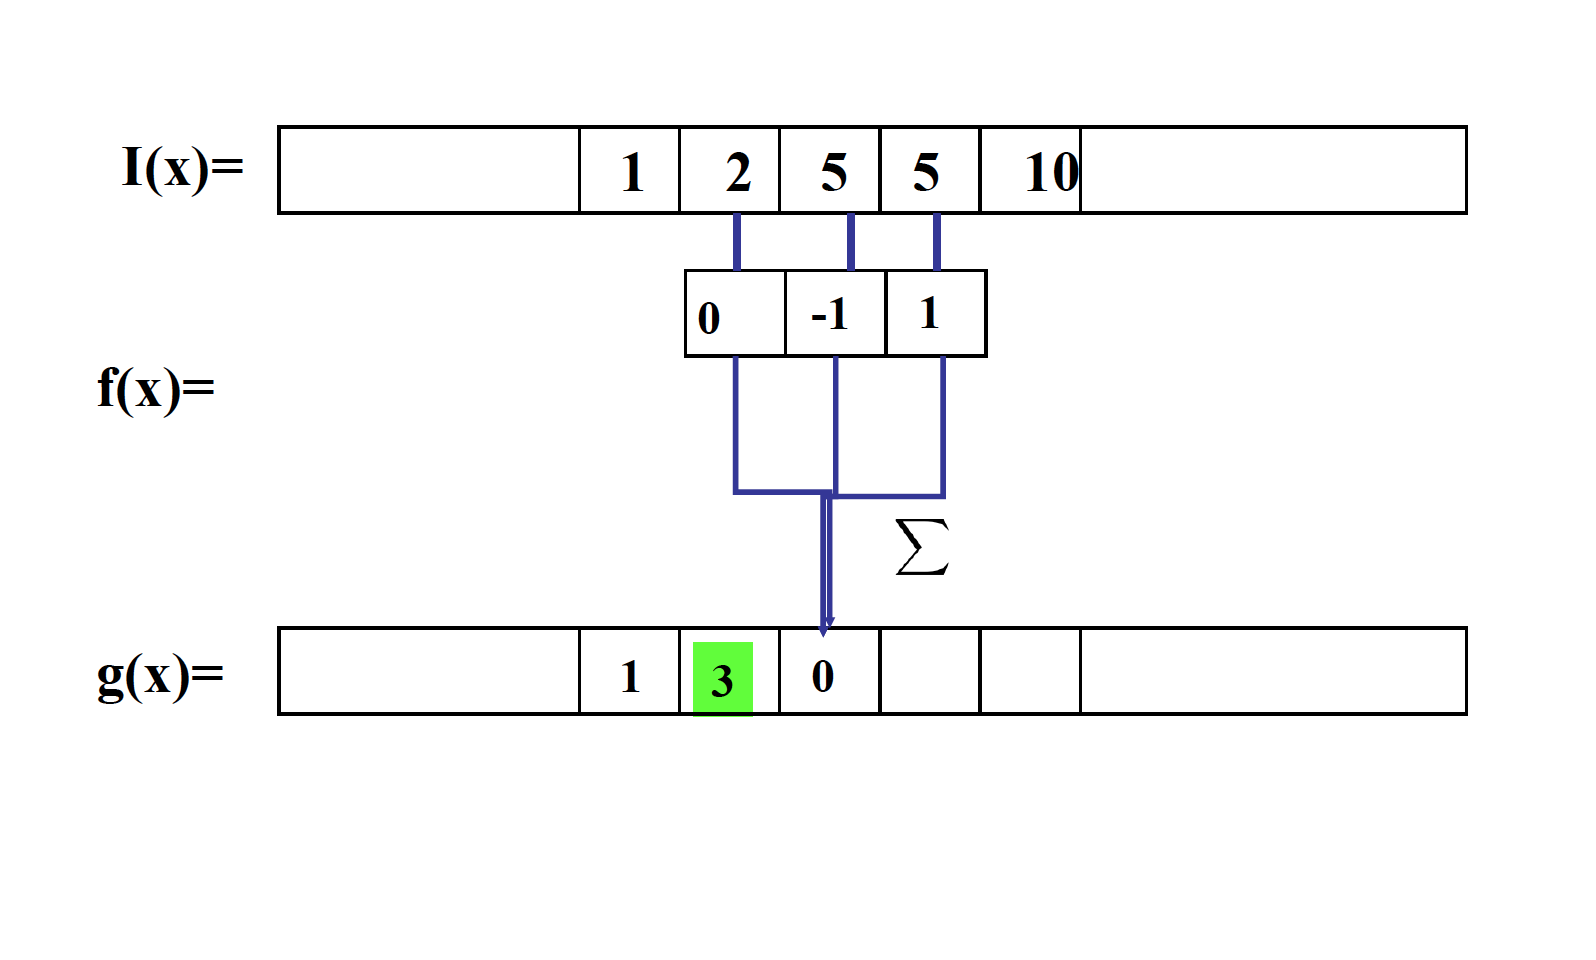 I(x)= 1 2 5 5 10
0 -1 1
f(x)=
∑
g(x)= 1 3 0